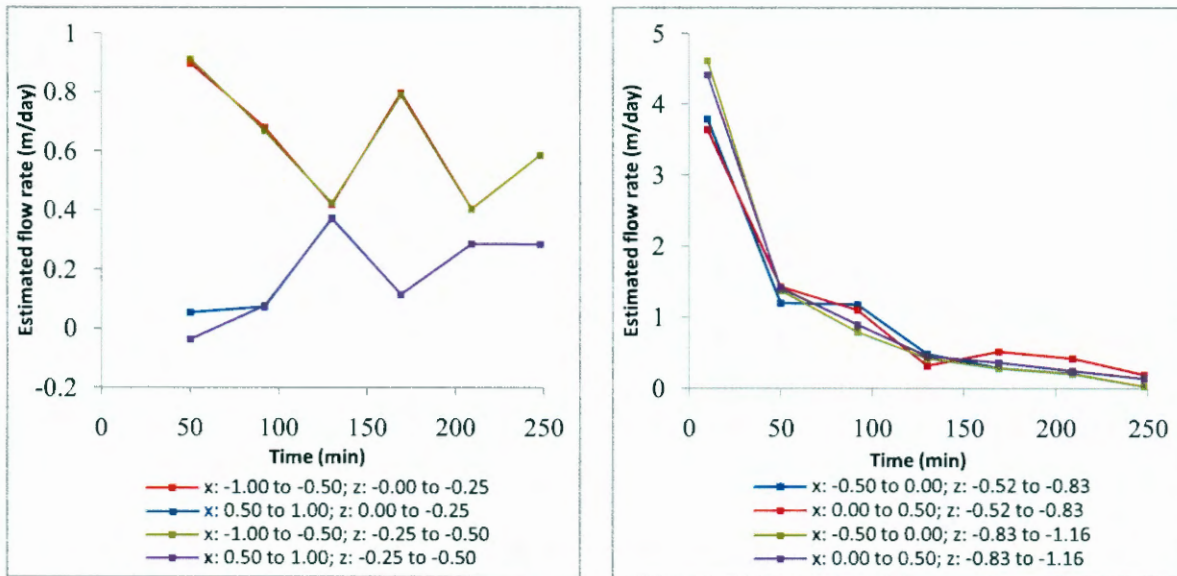 Estimated flow rate (m/day)
1
0.8
0.6
0.4
0.2
0
-0.2
0
50
100
150
200
250
Time (min)
x: -1.00 to -0.50; z: -0.00 to -0.25
x: 0.50 to 1.00; z: 0.00 to -0.25
x: -1.00 to -0.50; z: -0.25 to -0.50
x: 0.50 to 1.00; z: -0.25 to -0.50
Estimated flow rate (m/day)
5
4
3
2
1
0
0
50
100
150
200
250
Time (min)
x: -0.50 to 0.00; z: -0.52 to -0.83
x: 0.00 to 0.50; z: -0.52 to -0.83
x: -0.50 to 0.00; z: -0.83 to -1.16
x: 0.00 to 0.50; z: -0.83 to -1.16